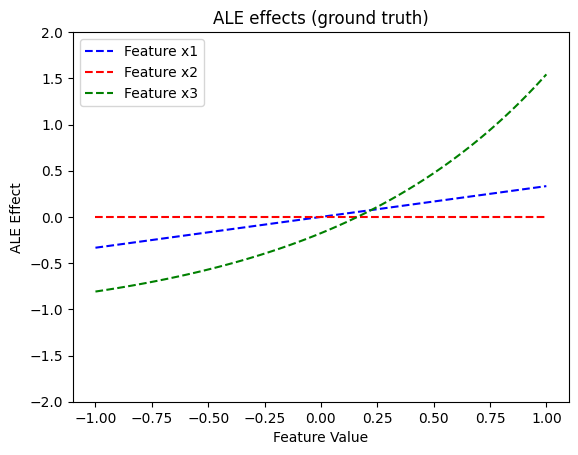 ALE effects (ground truth)
2.0
1.5
1.0
0.5
0.0
−0.5
−1.0
−1.5
−2.0
ALE Effect
Feature x1
Feature x2
Feature x3
−1.00 −0.75 −0.50 −0.25 0.00 0.25 0.50 0.75 1.00
Feature Value